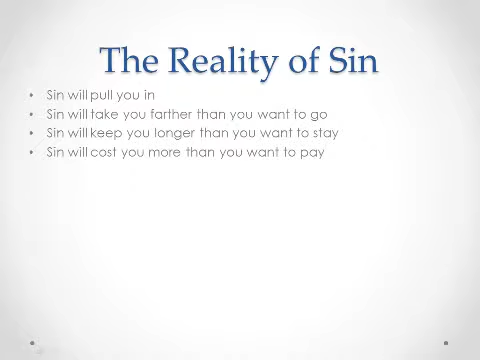 The Reality of Sin
• Sin will pull you in
• Sin will take you farther than you want to go
• Sin will keep you longer than you want to stay
• Sin will cost you more than you want to pay